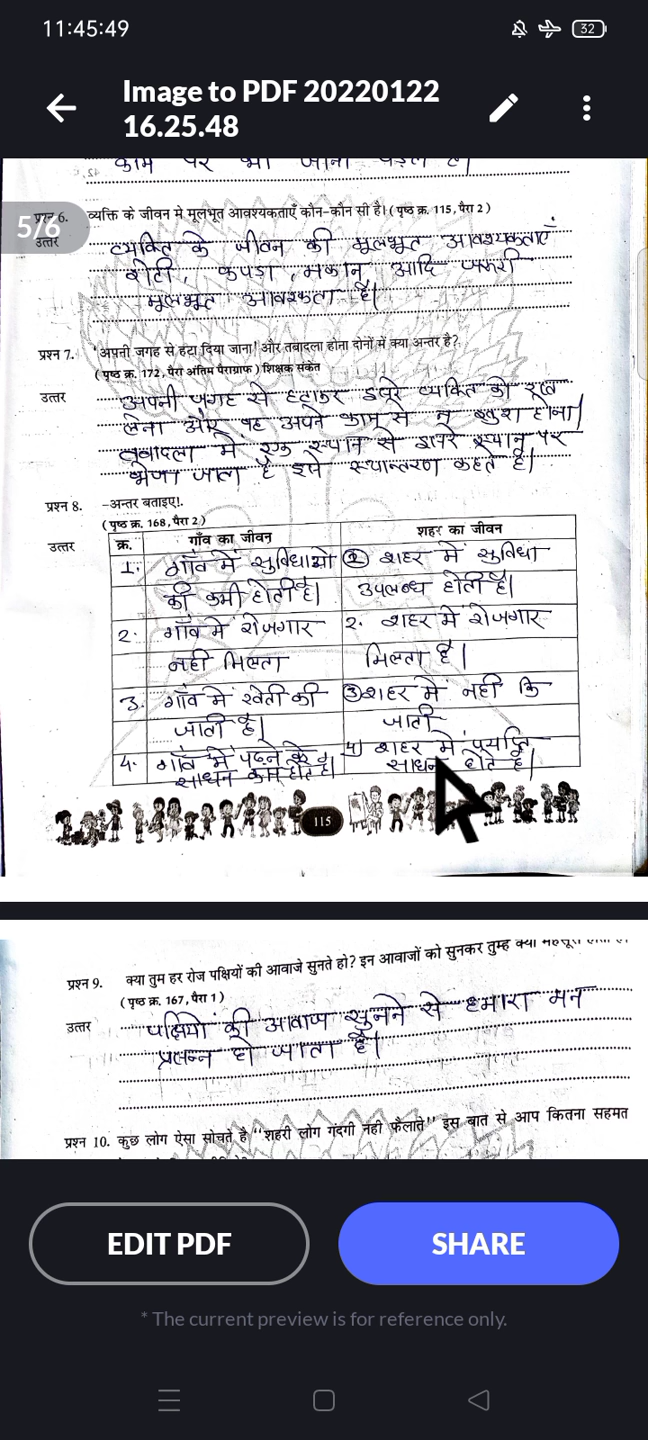 11:45:49
32
Image to PDF 20220122
16.25.48
काम पर भी जाना पड़ता है।
5/6
प्रश्न 6. व्यक्ति के जीवन मे मूलभूत आवश्यकताएँ कौन-कौन सी है। (पृष्ठ क्र. 115, पैरा 2)
उत्तर
व्यक्ति के जीवन की मूलभूत आवश्यकताएँ
रोटी, कपड़ा, मकान आदि जरूरी
मूलभूत आवश्कता है।
प्रश्न 7. 'अपनी जगह से हटा दिया जाना! और तबादला होना दोनों में क्या अन्तर है?
(पृष्ठ क्र. 172, पैरा अंतिम पैराग्राफ) शिक्षक संकेत
उत्तर
अपनी जगह से हटाकर दूसरे व्यक्ति को रख
लेना और वह अपने काम से न खुश होना।
तबादला में एक स्थान से दूसरे स्थान पर
भेजा जाता है इसे स्थान्तरण कहते है।
प्रश्न 8. -अन्तर बताइए!.
(पृष्ठ क्र. 168, पैरा 2)
उत्तर
क्र. गाँव का जीवन शहर का जीवन
1. गाँव में सुविधाओ ① शहर में सुविधा
की कमी होती है। उपलब्ध होती है।
2. गाँव मे रोजगार 2. शहर मे रोजगार
नही मिलता मिलता है।
3. गाँव में खेती की ③ शहर में नही कि
जाती है। जाती
4. गाँव में पढ़ने के 4) शहर में पर्याप्त
साधन कम होते है। साधन होते है।
115
प्रश्न 9. क्या तुम हर रोज पक्षियों की आवाजे सुनते हो? इन आवाजों को सुनकर तुम्हे क्या
(पृष्ठ क्र. 167, पैरा 1)
उत्तर
पक्षियों की आवाज सुनने से हमारा मन
प्रसन्न हो जाता है।
प्रश्न 10. कुछ लोग ऐसा सोचते है "शहरी लोग गंदगी नही फैलाते" इस बात से आप कितना सहमत
EDIT PDF
SHARE
* The current preview is for reference only.